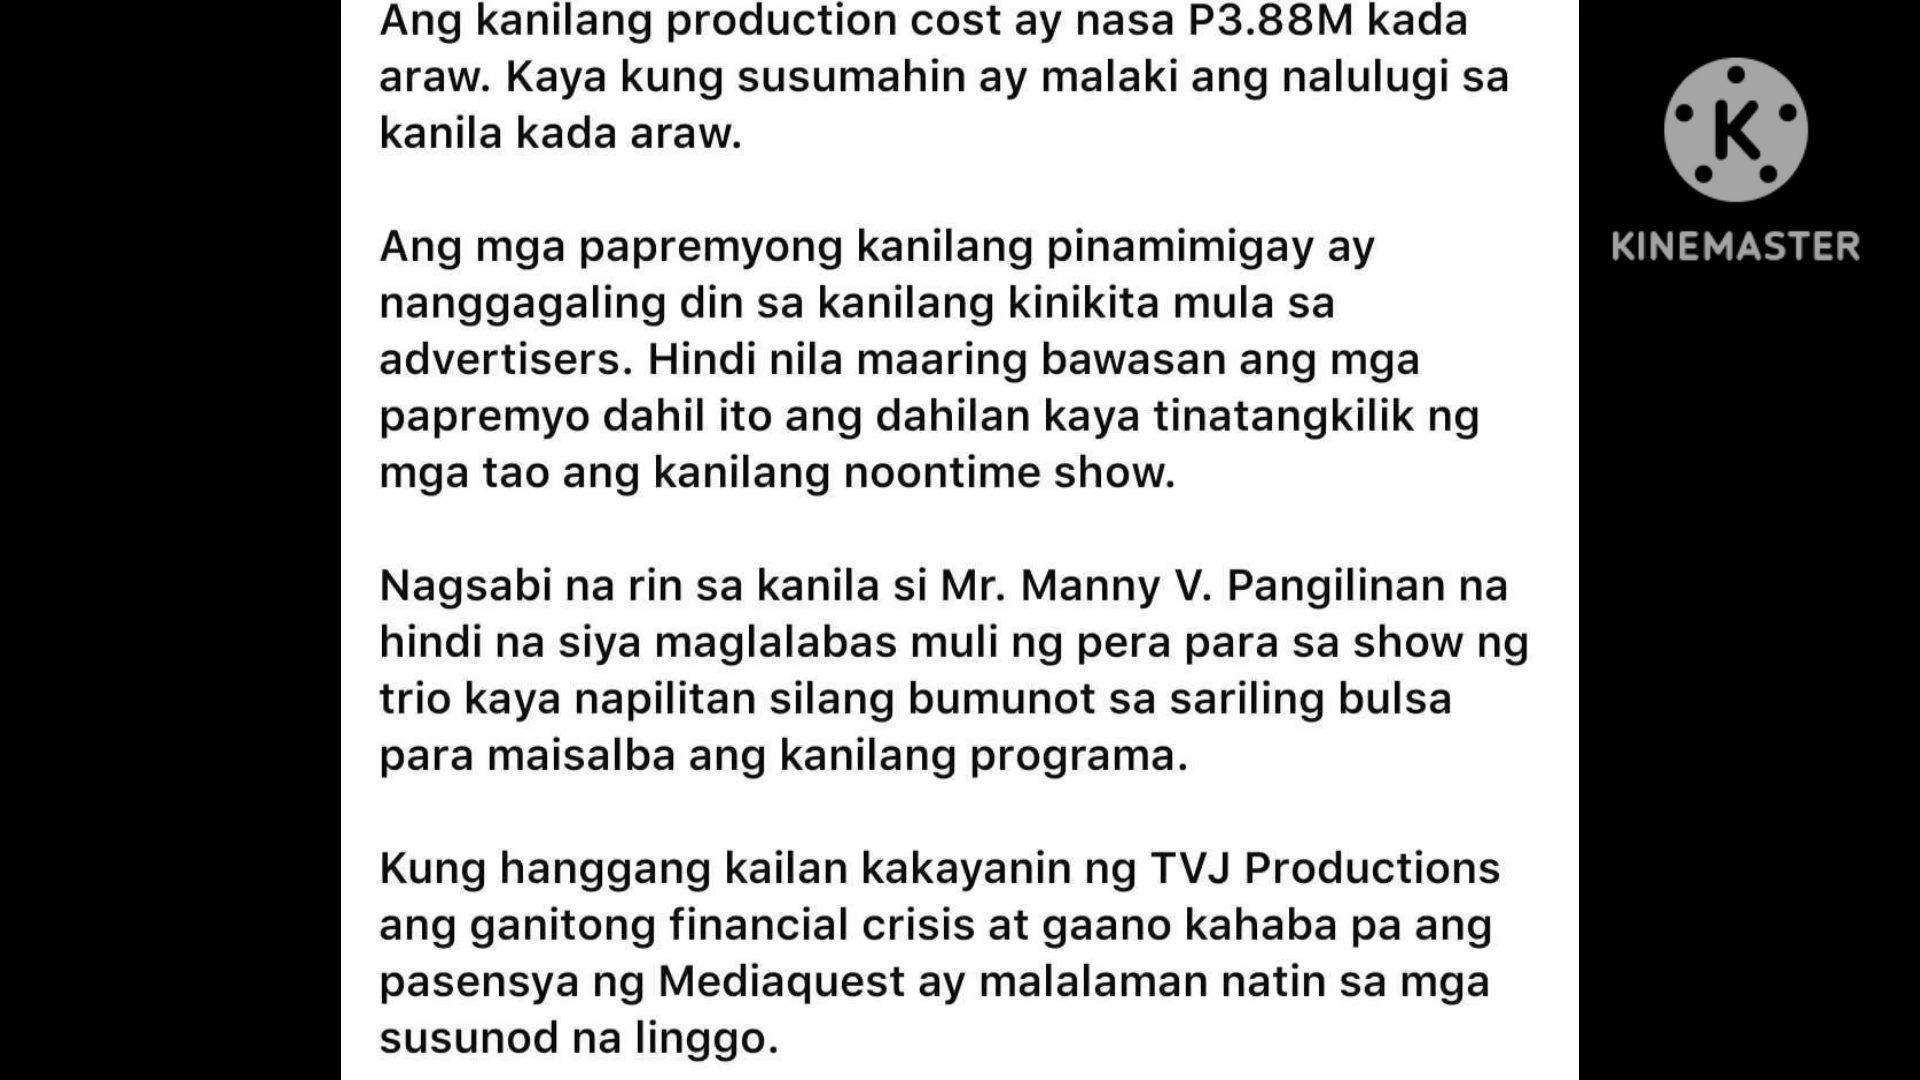 Ang kanilang production cost ay nasa P3.88M kada
araw. Kaya kung susumahin ay malaki ang nalulugi sa
kanila kada araw.
Ang mga papremyong kanilang pinamimigay ay
nanggagaling din sa kanilang kinikita mula sa
advertisers. Hindi nila maaring bawasan ang mga
papremyo dahil ito ang dahilan kaya tinatangkilik ng
mga tao ang kanilang noontime show.
Nagsabi na rin sa kanila si Mr. Manny V. Pangilinan na
hindi na siya maglalabas muli ng pera para sa show ng
trio kaya napilitan silang bumunot sa sariling bulsa
para maisalba ang kanilang programa.
Kung hanggang kailan kakayanin ng TVJ Productions
ang ganitong financial crisis at gaano kahaba pa ang
pasensya ng Mediaquest ay malalaman natin sa mga
susunod na linggo.
K
KINEMASTER